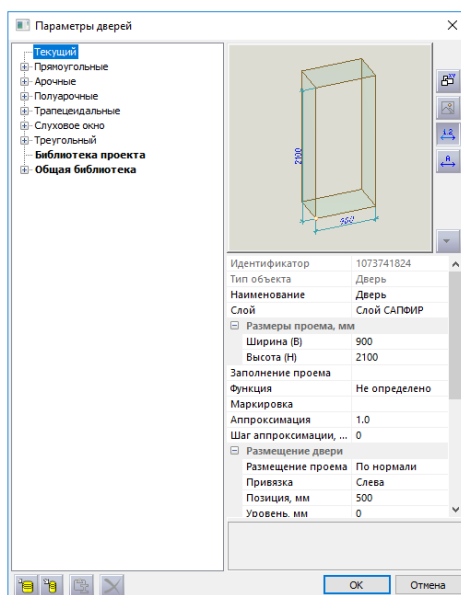 Параметры дверей
Текущий
Прямоугольные
Арочные
Полуарочные
Трапецеидальные
Слуховое окно
Треугольный
Библиотека проекта
Общая библиотека
2100
900
1.2
A
Идентификатор 1073741824
Тип объекта Дверь
Наименование Дверь
Слой Слой САПФИР
Размеры проема, мм
Ширина (B) 900
Высота (H) 2100
Заполнение проема
Функция Не определено
Маркировка
Аппроксимация 1.0
Шаг аппроксимации, ... 0
Размещение двери
Размещение проема По нормали
Привязка Слева
Позиция, мм 500
Уровень, мм 0
OK Отмена